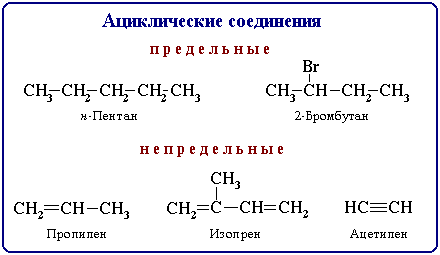 Ациклические соединения
предельные
Br
CH3–CH2–CH2–CH2–CH3 CH3–CH–CH2–CH3
н-Пентан 2-Бромбутан
непредельные
CH3
CH2=CH–CH3 CH2=C–CH=CH2 HC≡CH
Пропилен Изопрен Ацетилен